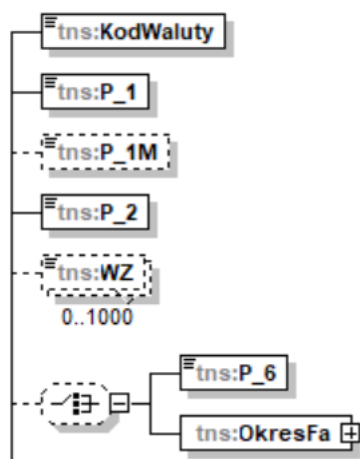 tns:KodWaluty
tns:P_1
tns:P_1M
tns:P_2
tns:WZ
0..1000
tns:P_6
tns:OkresFa